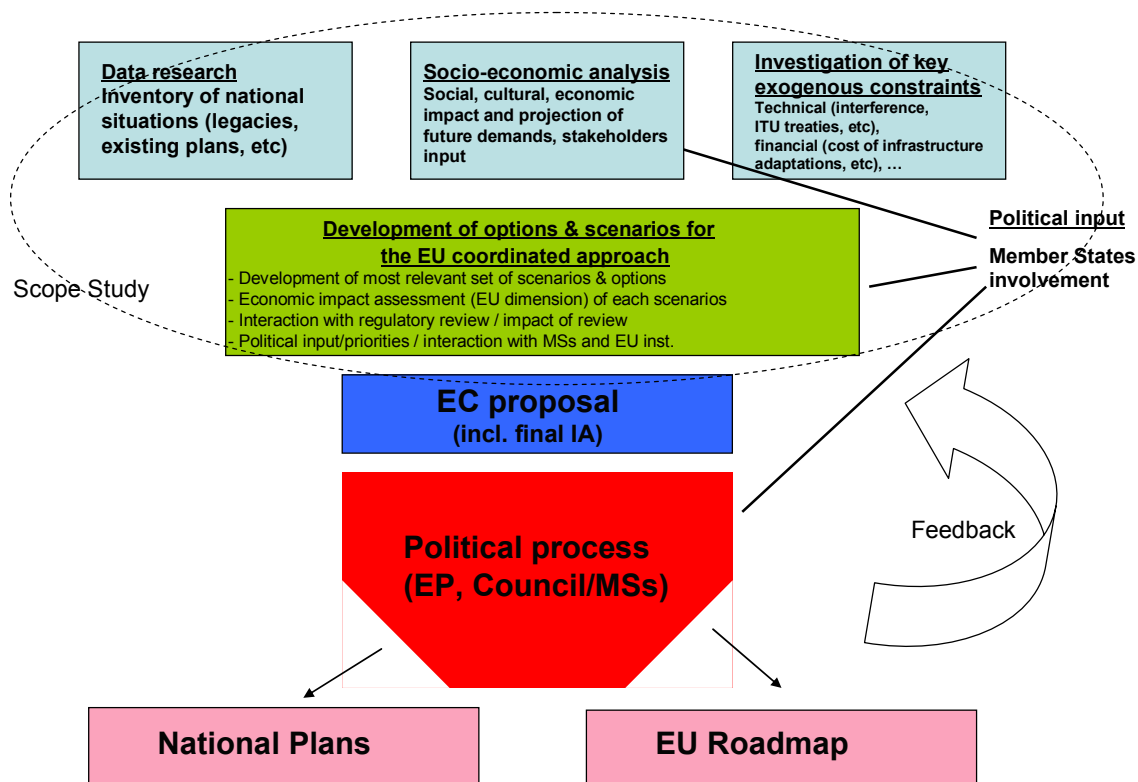 Data research
Inventory of national
situations (legacies,
existing plans, etc)
Socio-economic analysis
Social, cultural, economic
impact and projection of
future demands, stakeholders
input
Investigation of key
exogenous constraints
Technical (interference,
ITU treaties, etc),
financial (cost of infrastructure
adaptations, etc), …
Political input
Member States
involvement
Development of options & scenarios for
the EU coordinated approach
- Development of most relevant set of scenarios & options
- Economic impact assessment (EU dimension) of each scenarios
- Interaction with regulatory review / impact of review
- Political input/priorities / interaction with MSs and EU inst.
Scope Study
EC proposal
(incl. final IA)
Political process
(EP, Council/MSs)
Feedback
National Plans
EU Roadmap